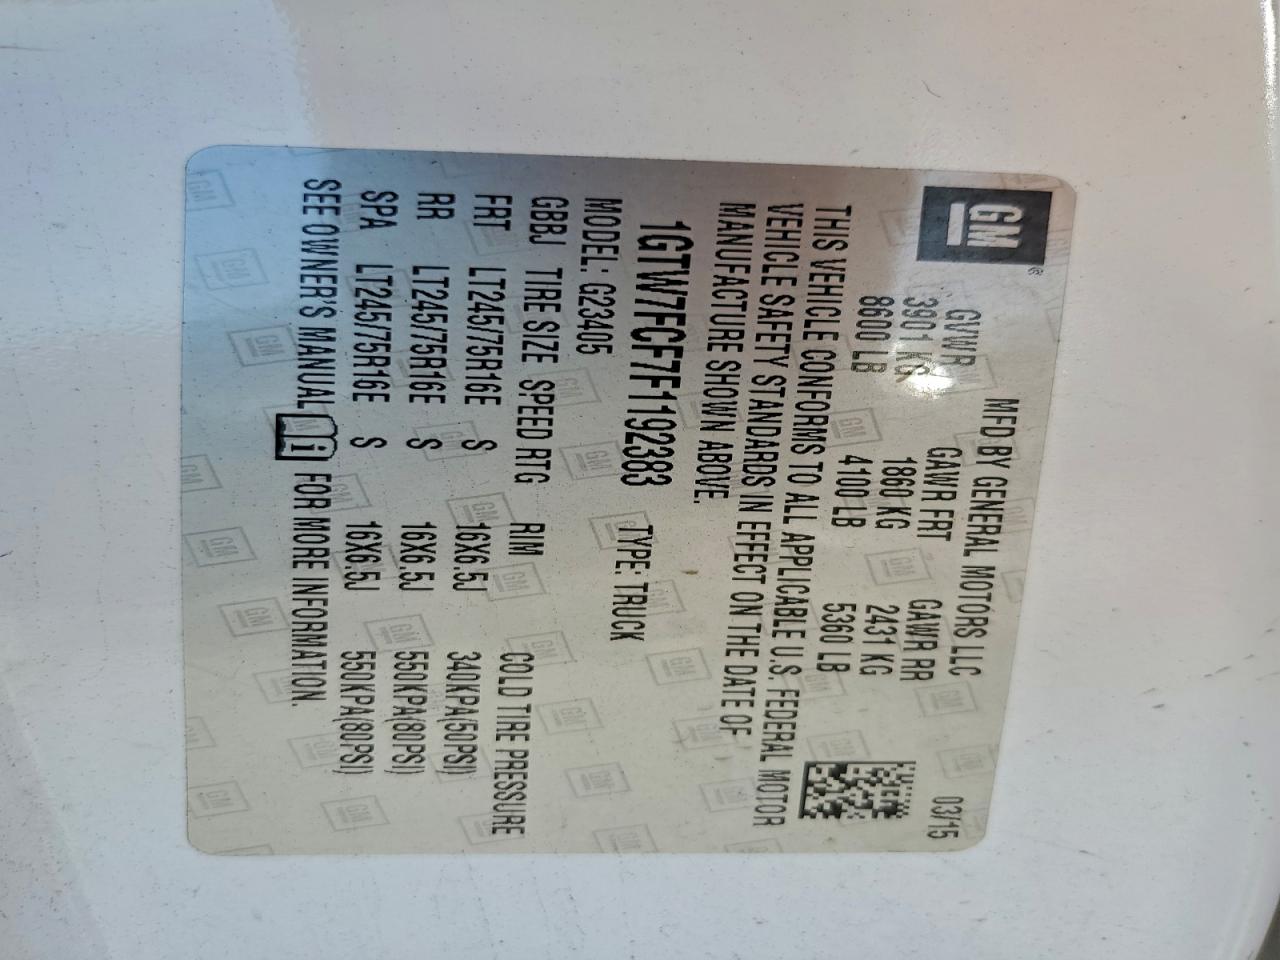 GM®
MFD BY GENERAL MOTORS LLC 03/15
GVWR GAWR FRT GAWR RR
3901 KG 1860 KG 2431 KG
8600 LB 4100 LB 5360 LB
THIS VEHICLE CONFORMS TO ALL APPLICABLE U.S. FEDERAL MOTOR
VEHICLE SAFETY STANDARDS IN EFFECT ON THE DATE OF
MANUFACTURE SHOWN ABOVE.
1GTW7FCF7F1192383 TYPE: TRUCK
MODEL: G23405
GBBJ TIRE SIZE SPEED RTG RIM COLD TIRE PRESSURE
FRT LT245/75R16E S 16X6.5J 340KPA(50PSI)
RR LT245/75R16E S 16X6.5J 550KPA(80PSI)
SPA LT245/75R16E S 16X6.5J 550KPA(80PSI)
SEE OWNER'S MANUAL i FOR MORE INFORMATION.